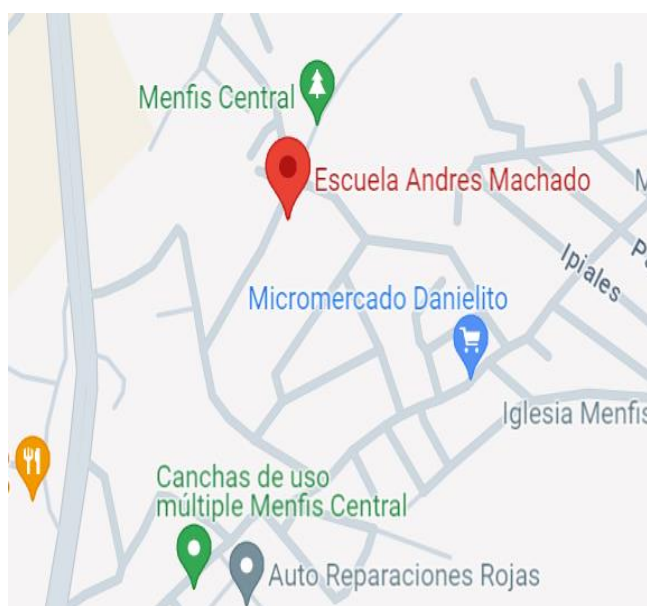 Menfis Central
Escuela Andres Machado
M
Ipiales
Pa
Micromercado Danielito
Iglesia Menfis
Canchas de uso
múltiple Menfis Central
Auto Reparaciones Rojas